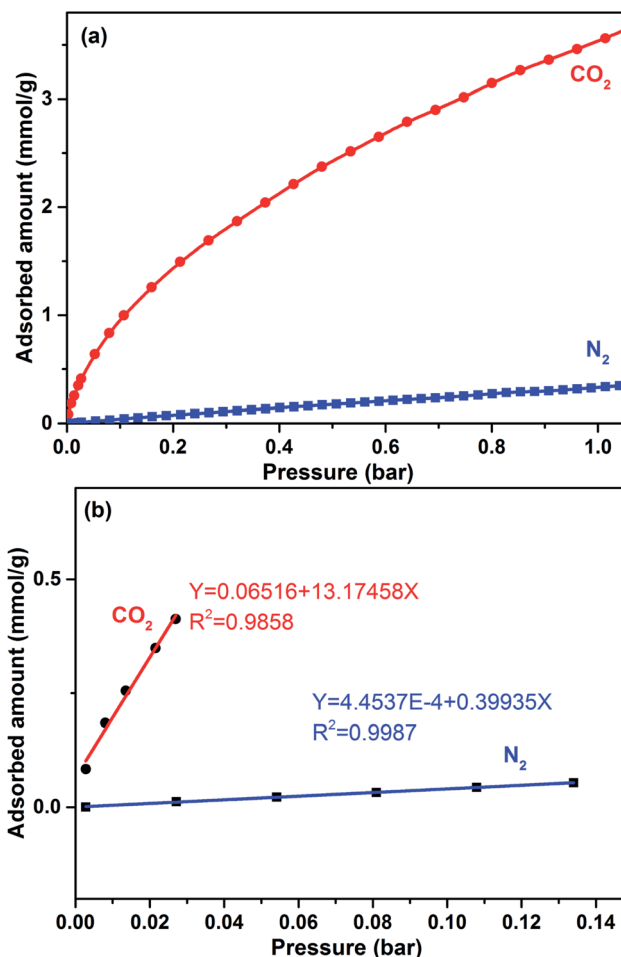 (a)
Adsorbed amount (mmol/g)
3
2
1
0
CO₂
N₂
0.0 0.2 0.4 0.6 0.8 1.0
Pressure (bar)
(b)
Adsorbed amount (mmol/g)
0.5
0.0
CO₂
Y=0.06516+13.17458X
R²=0.9858
Y=4.4537E-4+0.39935X
R²=0.9987
N₂
0.00 0.02 0.04 0.06 0.08 0.10 0.12 0.14
Pressure (bar)